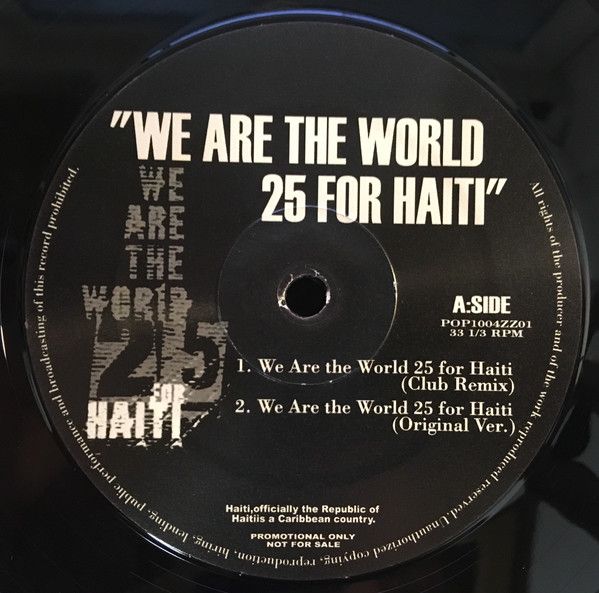 "WE ARE THE WORLD
25 FOR HAITI"
WE
ARE
THE
WORLD
25
FOR
HAITI
A:SIDE
POP1004ZZ01
33 1/3 RPM
1. We Are the World 25 for Haiti
(Club Remix)
2. We Are the World 25 for Haiti
(Original Ver.)
Haiti,officially the Republic of
Haitiis a Caribbean country.
PROMOTIONAL ONLY
NOT FOR SALE
All rights of the producer and of the work reproduced reserved.Unauthorized copying, reproduction, hiring, lending, public performance and broadcasting of this record prohibited.